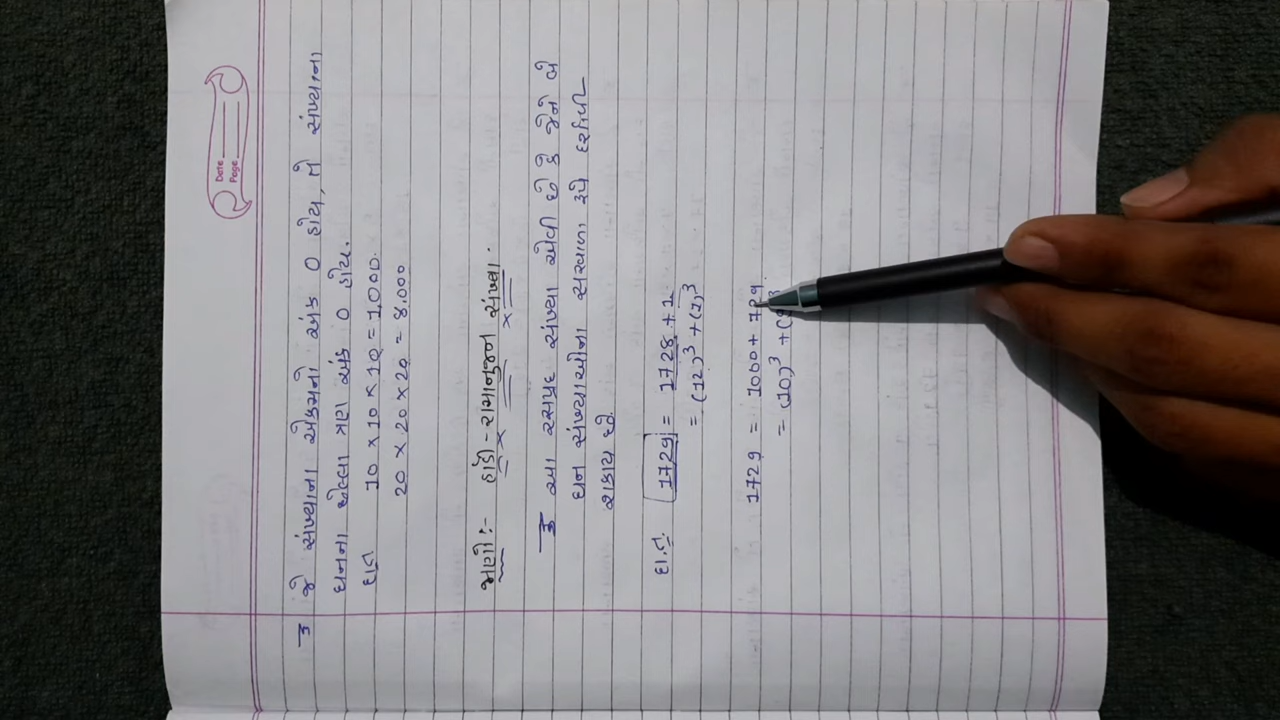 Date
Page
જે સંખ્યાના એકમનો અંક 0 હોય, તે સંખ્યાના
ઘનના છેલ્લા ત્રણ અંક 0 હોય.
દા.ત 10 × 10 × 10 = 1,000.
20 × 20 × 20 = 8.000
જાણો :- હાર્ડી - રામાનુજન સંખ્યા.
આ રસપ્રદ સંખ્યા એવી છે કે જેને બે
ઘન સંખ્યાઓના સરવાળા રૂપે દર્શાવી
શકાય છે.
દા.ત 1729 = 1728 + 1
= (12)³ + (1)³
1729 = 1000 + 729.
= (10)³ +